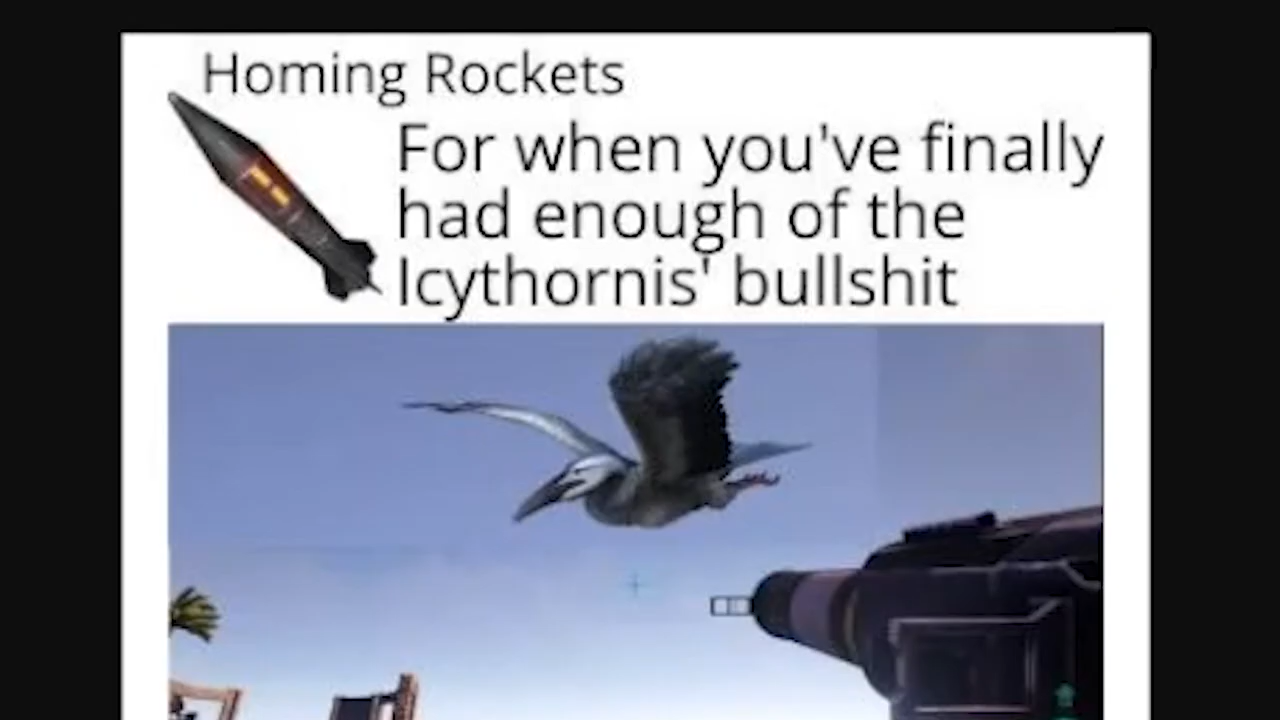 Homing Rockets
For when you've finally
had enough of the
Icythornis' bullshit